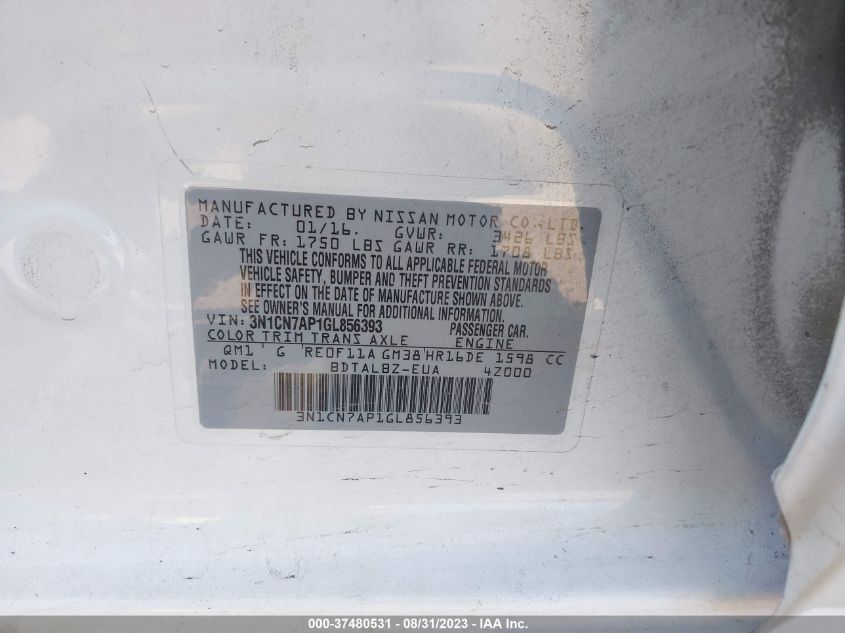 MANUFACTURED BY NISSAN MOTOR CO., LTD.
DATE: 01/16. GVWR: 3426 LBS
GAWR FR: 1750 LBS GAWR RR: 1708 LBS
THIS VEHICLE CONFORMS TO ALL APPLICABLE FEDERAL MOTOR
VEHICLE SAFETY, BUMPER AND THEFT PREVENTION STANDARDS
IN EFFECT ON THE DATE OF MANUFACTURE SHOWN ABOVE.
SEE OWNER'S MANUAL FOR ADDITIONAL INFORMATION.
VIN: 3N1CN7AP1GL856393 PASSENGER CAR.
COLOR TRIM TRANS AXLE ENGINE
QM1 G RE0F11A GM38 HR16DE 1598 CC
MODEL: BDTALBZ-EUA 4Z000
3N1CN7AP1GL856393
000-37480531 - 08/31/2023 - IAA Inc.